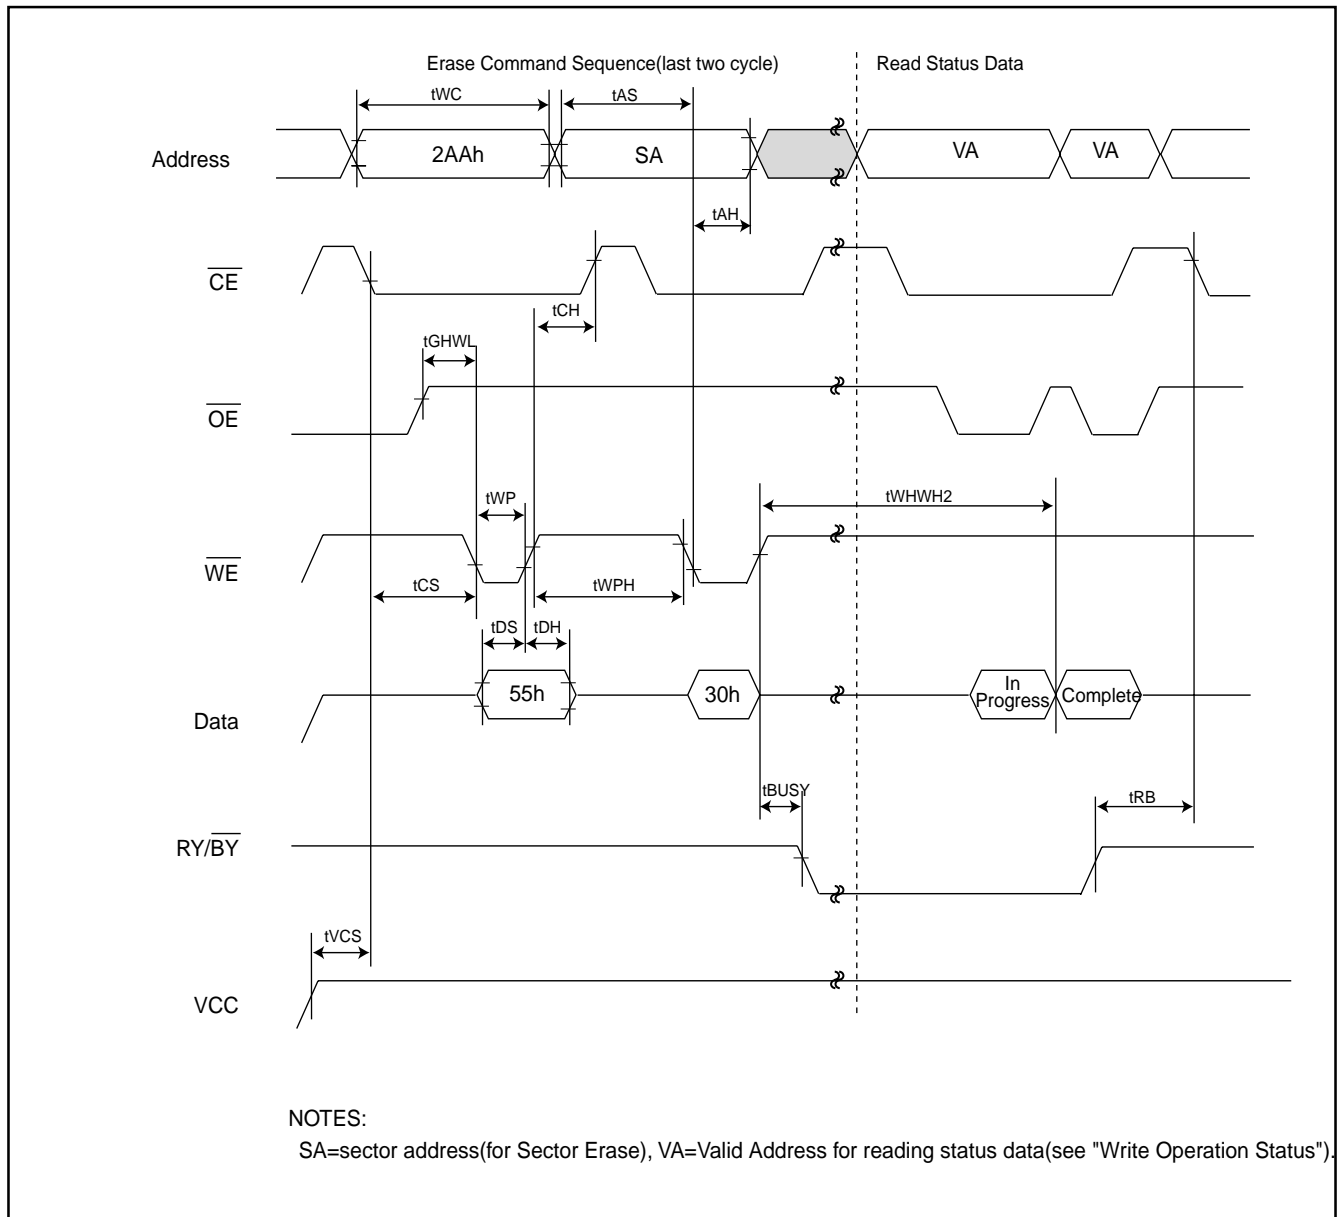 Erase Command Sequence(last two cycle)
Read Status Data
tWC
tAS
Address
2AAh
SA
VA
VA
tAH
CE
tCH
tGHWL
OE
tWP
tWHWH2
WE
tCS
tWPH
tDS
tDH
Data
55h
30h
In
Progress
Complete
tBUSY
tRB
RY/BY
tVCS
VCC
NOTES:
SA=sector address(for Sector Erase), VA=Valid Address for reading status data(see "Write Operation Status").